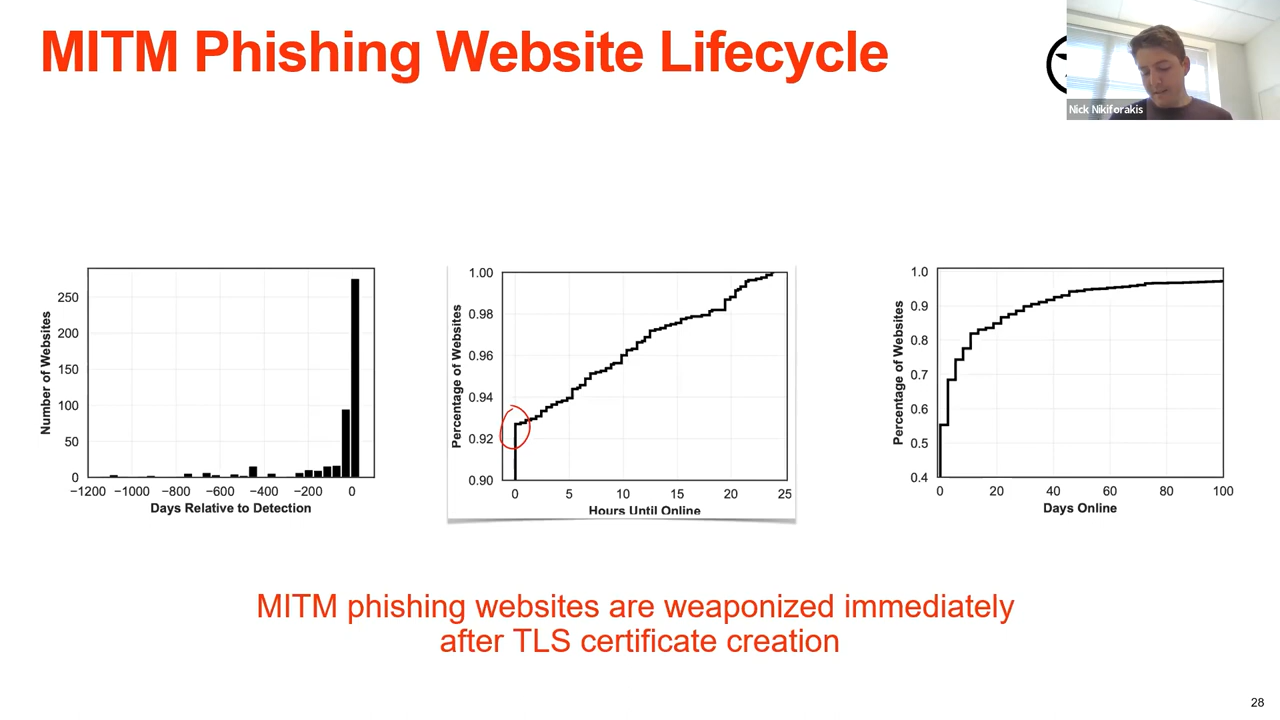 MITM Phishing Website Lifecycle
Nick Nikiforakis
Number of Websites
250
200
150
100
50
0
−1200 −1000 −800 −600 −400 −200 0
Days Relative to Detection
Percentage of Websites
1.00
0.98
0.96
0.94
0.92
0.90
0 5 10 15 20 25
Hours Until Online
Percentage of Websites
1.0
0.9
0.8
0.7
0.6
0.5
0.4
0 20 40 60 80 100
Days Online
MITM phishing websites are weaponized immediately
after TLS certificate creation
28